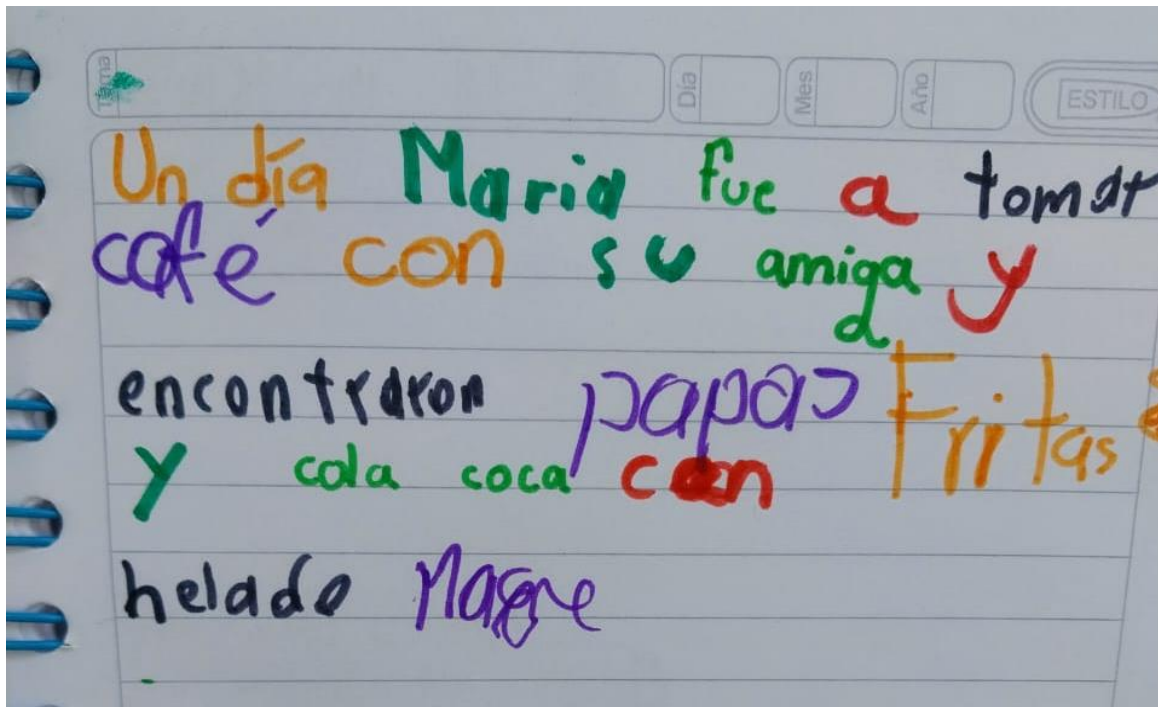 Tema Día Mes Año ESTILO
Un día Maria fue a tomar
café con su amiga y
a
encontraron papas Fritas
y cola coca con
helado